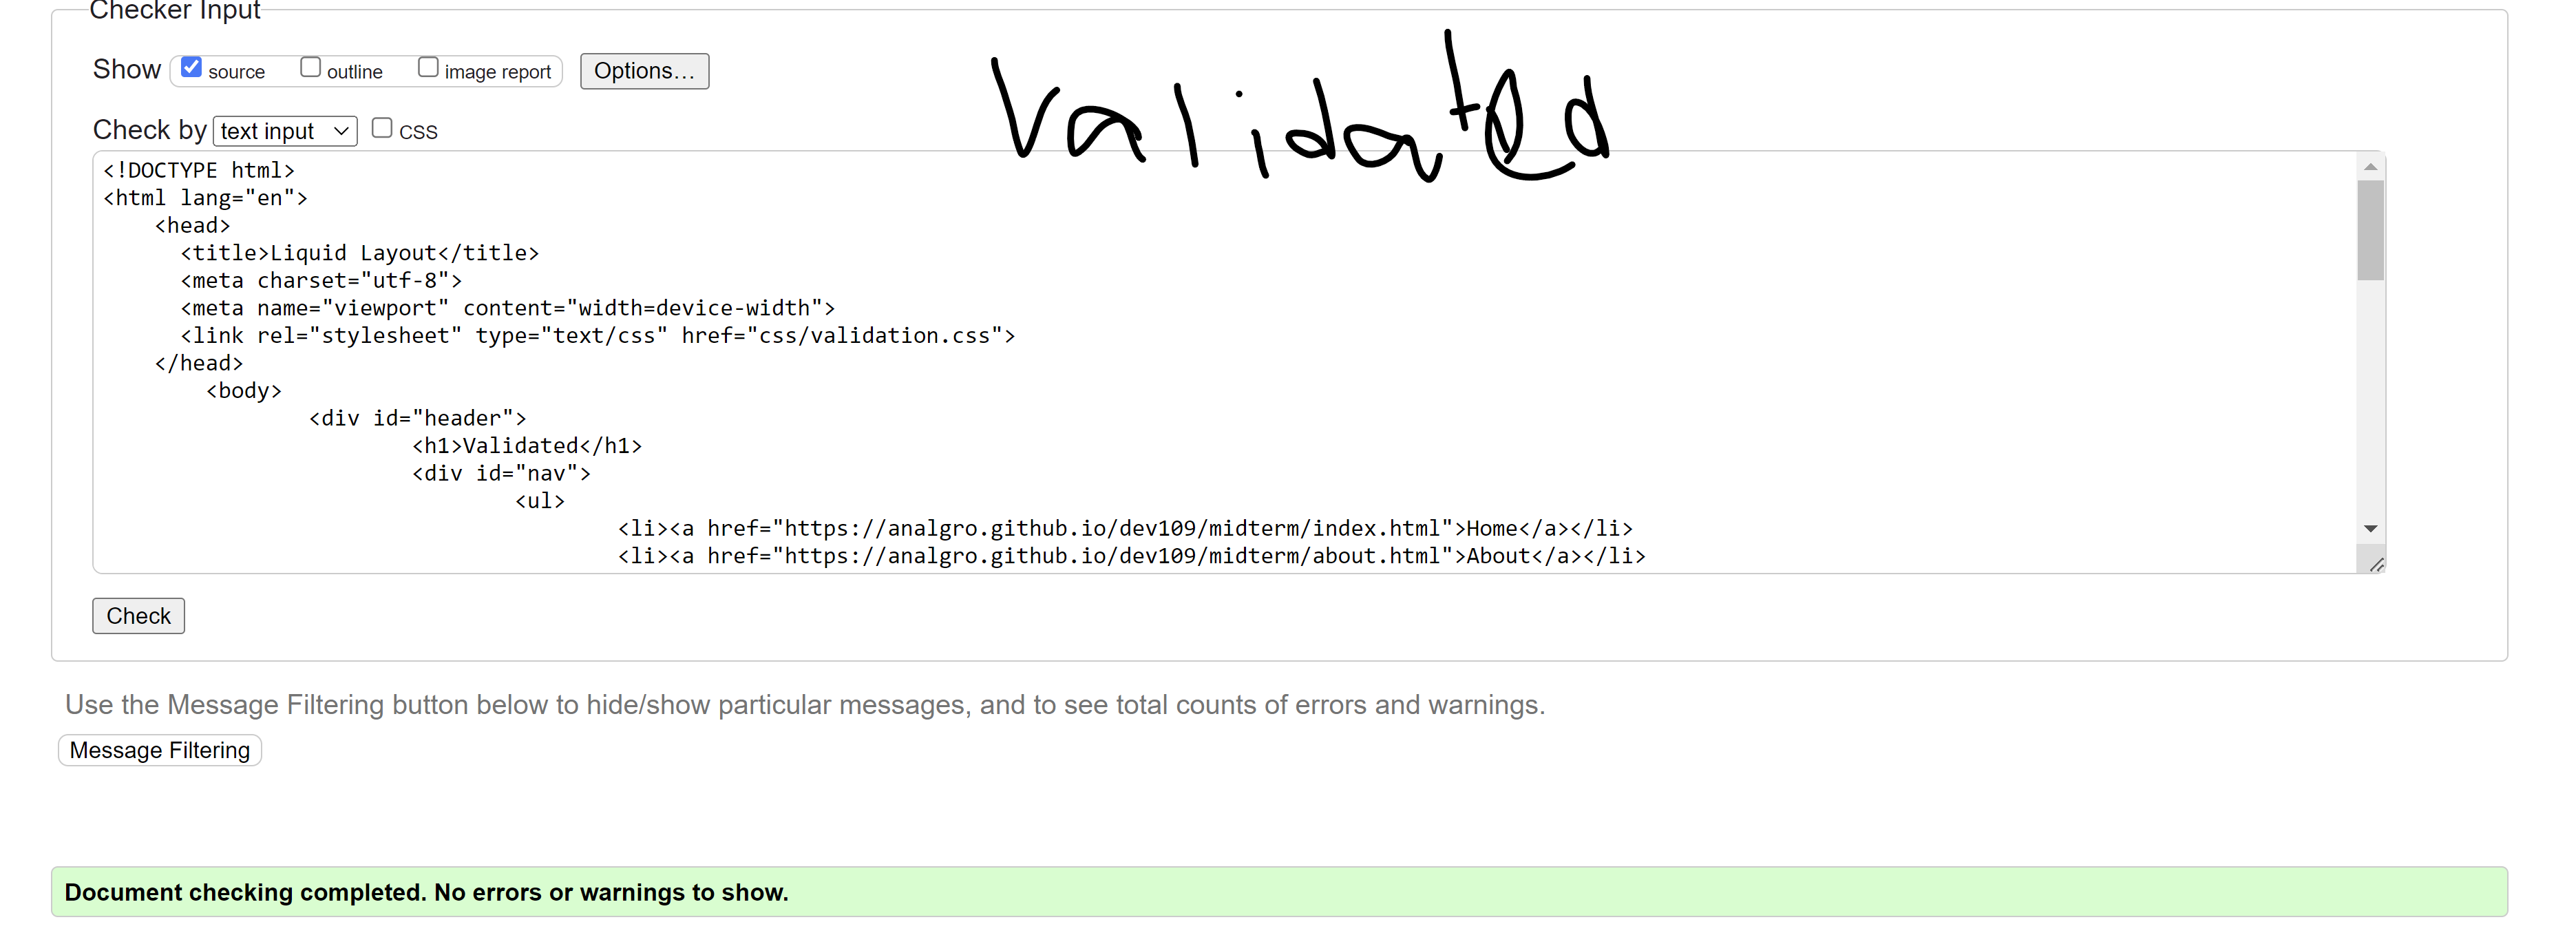 Checker Input
Show source outline image report Options...
Validated
Check by text input CSS
<!DOCTYPE html>
<html lang="en">
<head>
<title>Liquid Layout</title>
<meta charset="utf-8">
<meta name="viewport" content="width=device-width">
<link rel="stylesheet" type="text/css" href="css/validation.css">
</head>
<body>
<div id="header">
<h1>Validated</h1>
<div id="nav">
<ul>
<li><a href="https://analgro.github.io/dev109/midterm/index.html">Home</a></li>
<li><a href="https://analgro.github.io/dev109/midterm/about.html">About</a></li>
Check
Use the Message Filtering button below to hide/show particular messages, and to see total counts of errors and warnings.
Message Filtering
Document checking completed. No errors or warnings to show.